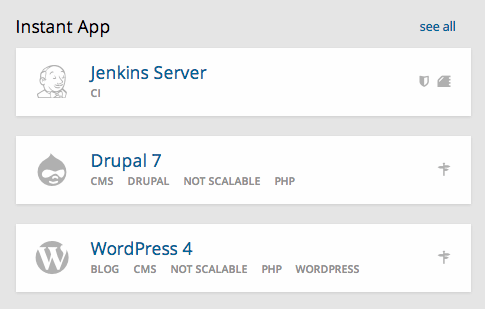 Instant App see all
Jenkins Server
CI
Drupal 7
CMS DRUPAL NOT SCALABLE PHP
WordPress 4
BLOG CMS NOT SCALABLE PHP WORDPRESS